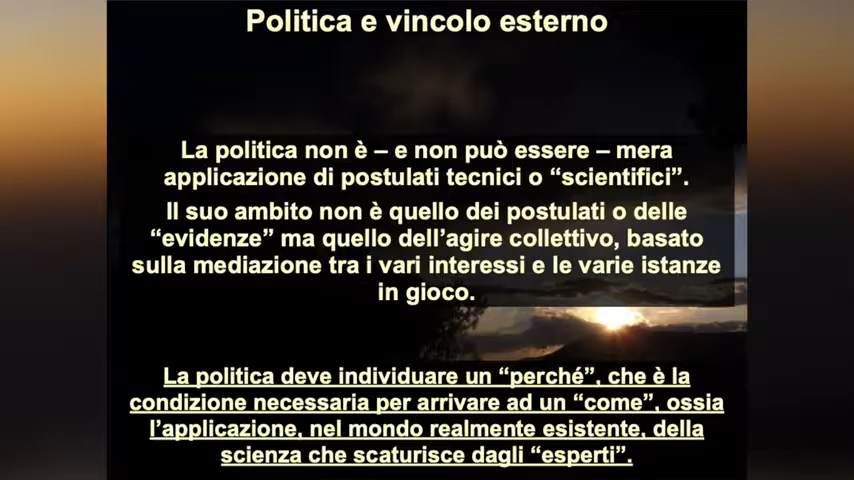 Politica e vincolo esterno
La politica non è – e non può essere – mera
applicazione di postulati tecnici o “scientifici”.
Il suo ambito non è quello dei postulati o delle
“evidenze” ma quello dell’agire collettivo, basato
sulla mediazione tra i vari interessi e le varie istanze
in gioco.
La politica deve individuare un “perché”, che è la
condizione necessaria per arrivare ad un “come”, ossia
l’applicazione, nel mondo realmente esistente, della
scienza che scaturisce dagli “esperti”.